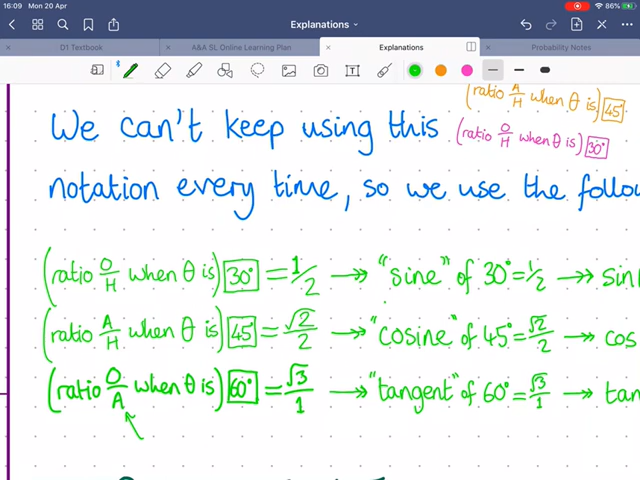 16:09 Mon 20 Apr
86%
Explanations
D1 Textbook
A&A SL Online Learning Plan
Explanations
Probability Notes
(ratio A/H when θ is) 45°
We can't keep using this
(ratio O/H when θ is) 30°
notation every time, so we use the follo
(ratio O/H when θ is) 30° = 1/2 →» "sine" of 30° = 1/2 →» sin
(ratio A/H when θ is) 45° = √2/2 →» "cosine" of 45° = √2/2 →» cos
(ratio O/A when θ is) 60° = √3/1 →» "tangent" of 60° = √3/1 →» tan